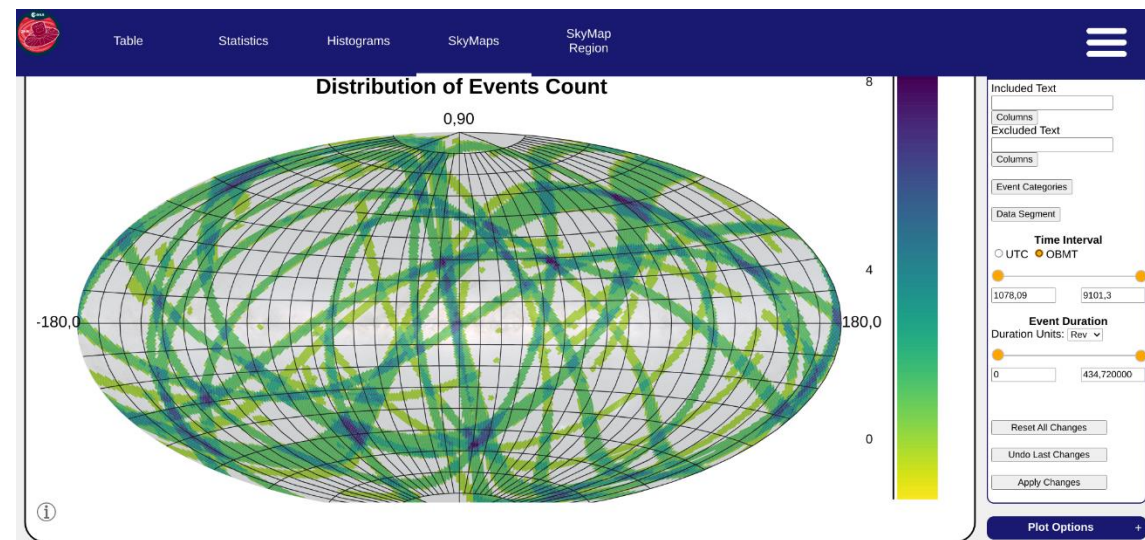 esa
Table
Statistics
Histograms
SkyMaps
SkyMap
Region
Distribution of Events Count
0,90
-180,0
180,0
8
4
0
Included Text
Columns
Excluded Text
Columns
Event Categories
Data Segment
Time Interval
UTC OBMT
1078,09 9101,3
Event Duration
Duration Units: Rev
0 434,720000
Reset All Changes
Undo Last Changes
Apply Changes
Plot Options +